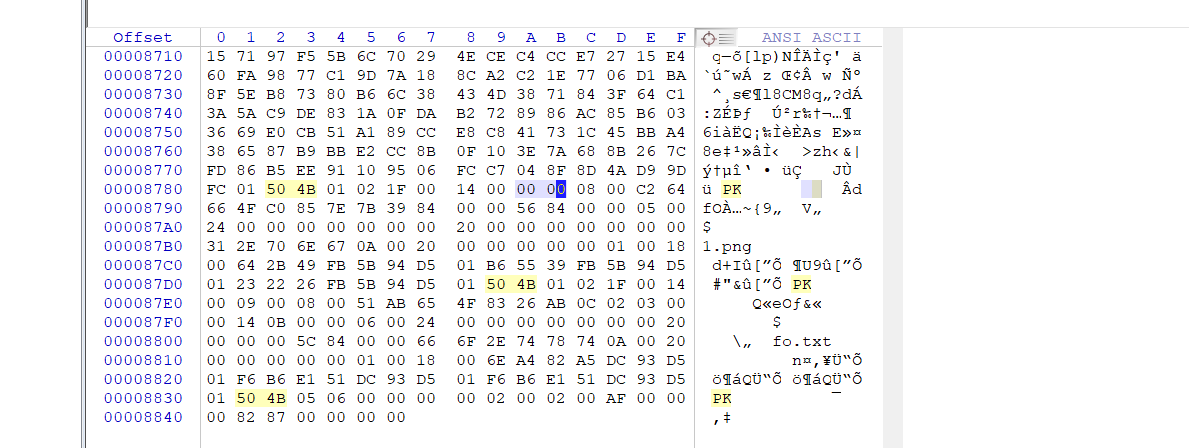 Offset 0 1 2 3 4 5 6 7 8 9 A B C D E F ANSI ASCII
00008710 15 71 97 F5 5B 6C 70 29 4E CE C4 CC E7 27 15 E4 q—õ[lp)NÎÄÌç' ä
00008720 60 FA 98 77 C1 9D 7A 18 8C A2 C2 1E 77 06 D1 BA `ú˜wÁ z Œ¢Â w Ñº
00008730 8F 5E B8 73 80 B6 6C 38 43 4D 38 71 84 3F 64 C1 ^¸s€¶l8CM8q„?dÁ
00008740 3A 5A C9 DE 83 1A 0F DA B2 72 89 86 AC 85 B6 03 :ZÉÞƒ Ú²r‰†¬…¶
00008750 36 69 E0 CB 51 A1 89 CC E8 C8 41 73 1C 45 BB A4 6iàËQ¡‰ÌèÈAs E»¤
00008760 38 65 87 B9 BB E2 CC 8B 0F 10 3E 7A 68 8B 26 7C 8e‡¹»âÌ‹ >zh‹&|
00008770 FD 86 B5 EE 91 10 95 06 FC C7 04 8F 8D 4A D9 9D ý†µî‘ • üÇ JÙ
00008780 FC 01 50 4B 01 02 1F 00 14 00 00 00 08 00 C2 64 ü PK Âd
00008790 66 4F C0 85 7E 7B 39 84 00 00 56 84 00 00 05 00 fOÀ…~{9„ V„
000087A0 24 00 00 00 00 00 00 00 20 00 00 00 00 00 00 00 $
000087B0 31 2E 70 6E 67 0A 00 20 00 00 00 00 00 01 00 18 1.png
000087C0 00 64 2B 49 FB 5B 94 D5 01 B6 55 39 FB 5B 94 D5 d+Iû[”Õ ¶U9û[”Õ
000087D0 01 23 22 26 FB 5B 94 D5 01 50 4B 01 02 1F 00 14 #"&û[”Õ PK
000087E0 00 09 00 08 00 51 AB 65 4F 83 26 AB 0C 02 03 00 Q«eOƒ&«
000087F0 00 14 0B 00 00 06 00 24 00 00 00 00 00 00 00 20 $
00008800 00 00 00 5C 84 00 00 66 6F 2E 74 78 74 0A 00 20 \„ fo.txt
00008810 00 00 00 00 00 01 00 18 00 6E A4 82 A5 DC 93 D5 n¤‚¥Ü“Õ
00008820 01 F6 B6 E1 51 DC 93 D5 01 F6 B6 E1 51 DC 93 D5 ö¶áQÜ“Õ ö¶áQÜ“Õ
00008830 01 50 4B 05 06 00 00 00 00 02 00 02 00 AF 00 00 PK ¯
00008840 00 82 87 00 00 00 00 ‚‡